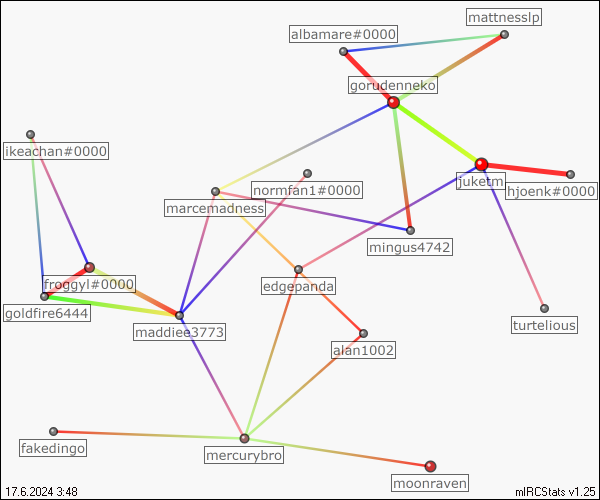 mattnesslp
albamare#0000
gorudenneko
ikeachan#0000
juketm
normfan1#0000
hjoenk#0000
marcemadness
mingus4742
froggyl#0000
edgepanda
goldfire6444
turtelious
maddiee3773
alan1002
fakedingo
mercurybro
moonraven
17.6.2024 3:48
mIRCStats v1.25